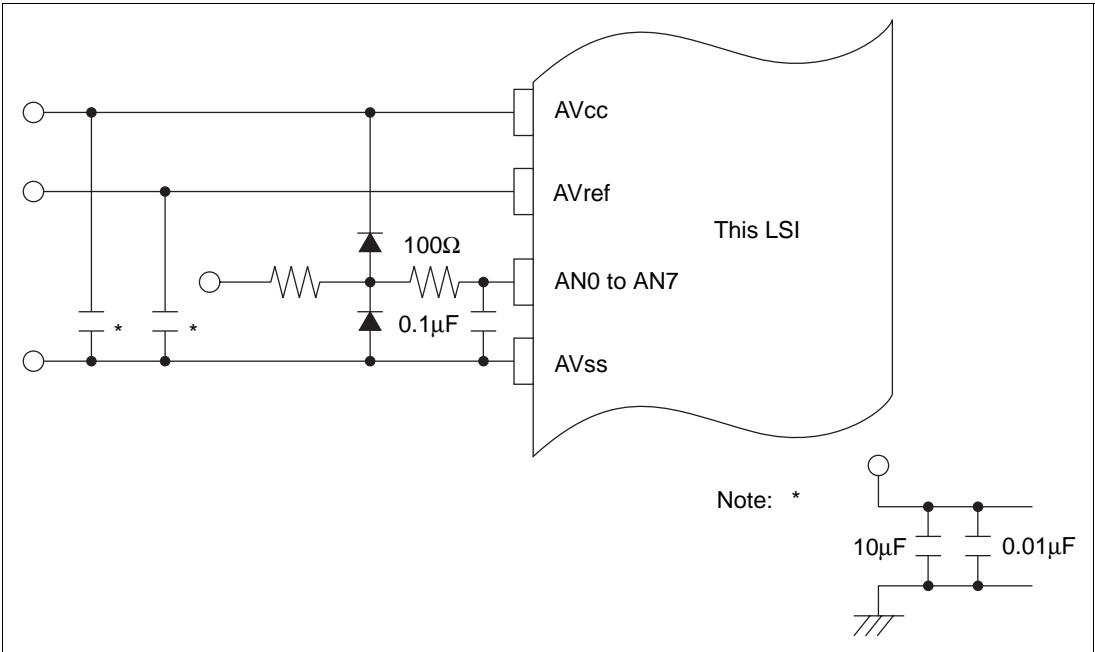 AVcc
AVref
This LSI
100Ω
AN0 to AN7
* *
0.1μF
AVss
Note: *
10μF 0.01μF